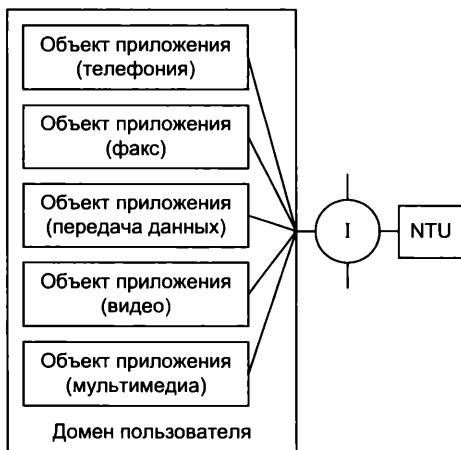 Объект приложения
(телефония)
Объект приложения
(факс)
Объект приложения
(передача данных)
Объект приложения
(видео)
Объект приложения
(мультимедиа)
Домен пользователя
I
NTU